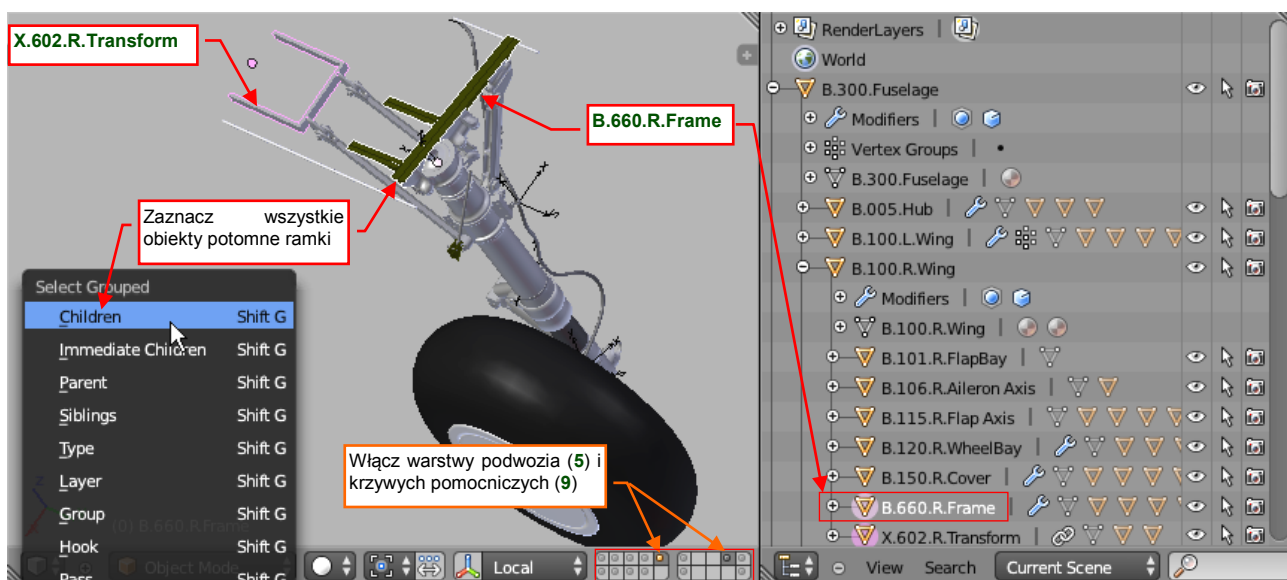 X.602.R.Transform
B.660.R.Frame
Zaznacz wszystkie
obiekty potomne ramki
Select Grouped
Children Shift G
Immediate Children Shift G
Parent Shift G
Siblings Shift G
Type Shift G
Layer Shift G
Group Shift G
Hook Shift G
Pass Shift G
(0) B.660.R.Frame
Włącz warstwy podwozia (5) i
krzywych pomocniczych (9)
Object Mode
Local
RenderLayers
World
B.300.Fuselage
Modifiers
Vertex Groups
B.300.Fuselage
B.005.Hub
B.100.L.Wing
B.100.R.Wing
Modifiers
B.100.R.Wing
B.101.R.FlapBay
B.106.R.Aileron Axis
B.115.R.Flap Axis
B.120.R.WheelBay
B.150.R.Cover
B.660.R.Frame
X.602.R.Transform
View Search Current Scene